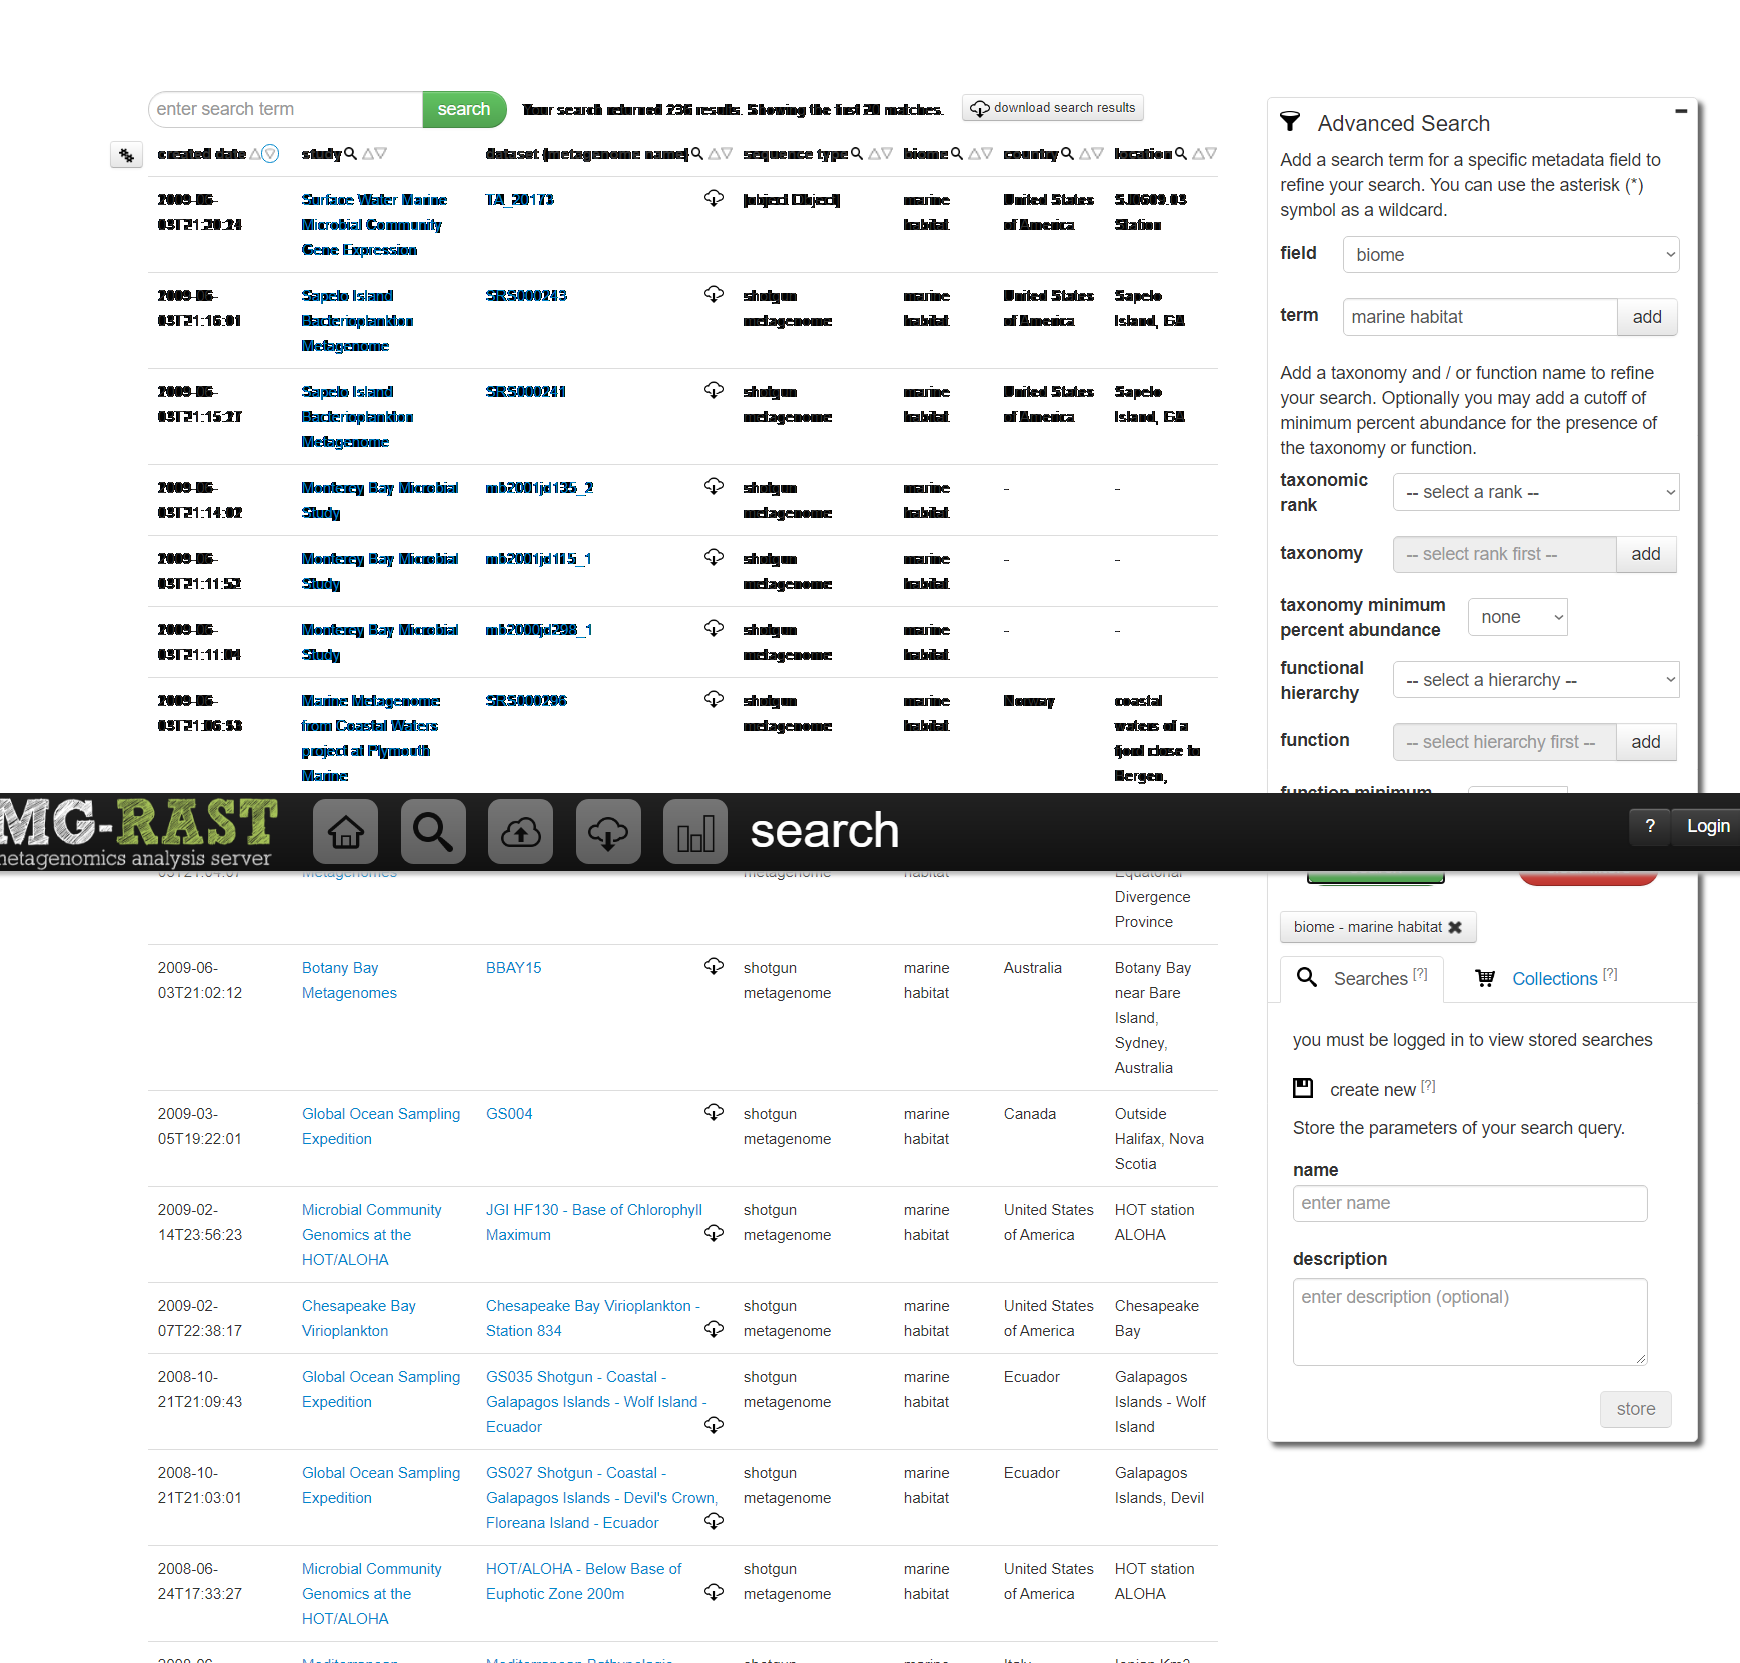 enter search term search Your search returned 236 results. Showing the first 20 matches. download search results
created date study dataset (metagenome name) sequence type biome country location
2009-06- Surface Water Marine TA_20173 [object Object] marine United States
03T21:20:24 Microbial Community habitat of America Station
Gene Expression
2009-06- Sapelo Island SRS000243 shotgun marine United States Sapelo
03T21:16:01 Bacterioplankton metagenome habitat of America Island, GA
Metagenome
2009-06- Sapelo Island SRS000241 shotgun marine United States Sapelo
03T21:15:27 Bacterioplankton metagenome habitat of America Island, GA
Metagenome
2009-06- Monterey Bay Microbial mb2001jd135_2 shotgun marine - -
03T21:14:02 Study metagenome habitat
2009-06- Monterey Bay Microbial mb2001jd115_1 shotgun marine - -
03T21:11:52 Study metagenome habitat
2009-06- Monterey Bay Microbial mb2000jd298_1 shotgun marine - -
03T21:11:04 Study metagenome habitat
2009-06- Marine Metagenome SRS000296 shotgun marine Norway coastal
03T21:06:53 from Coastal Waters metagenome habitat waters of a
project at Plymouth fjord close to
Marine Bergen,
MG-RAST
metagenomics analysis server
search
? Login
Metagenomes metagenome habitat Equatorial
Divergence
Province
2009-06- Botany Bay BBAY15 shotgun marine Australia Botany Bay
03T21:02:12 Metagenomes metagenome habitat near Bare
Island,
Sydney,
Australia
2009-03- Global Ocean Sampling GS004 shotgun marine Canada Outside
05T19:22:01 Expedition metagenome habitat Halifax, Nova
Scotia
2009-02- Microbial Community JGI HF130 - Base of Chlorophyll shotgun marine United States HOT station
14T23:56:23 Genomics at the Maximum metagenome habitat of America ALOHA
HOT/ALOHA
2009-02- Chesapeake Bay Chesapeake Bay Virioplankton - shotgun marine United States Chesapeake
07T22:38:17 Virioplankton Station 834 metagenome habitat of America Bay
2008-10- Global Ocean Sampling GS035 Shotgun - Coastal - shotgun marine Ecuador Galapagos
21T21:09:43 Expedition Galapagos Islands - Wolf Island - metagenome habitat Islands - Wolf
Ecuador Island
2008-10- Global Ocean Sampling GS027 Shotgun - Coastal - shotgun marine Ecuador Galapagos
21T21:03:01 Expedition Galapagos Islands - Devil's Crown, metagenome habitat Islands, Devil
Floreana Island - Ecuador
2008-06- Microbial Community HOT/ALOHA - Below Base of shotgun marine United States HOT station
24T17:33:27 Genomics at the Euphotic Zone 200m metagenome habitat of America ALOHA
HOT/ALOHA
Advanced Search
Add a search term for a specific metadata field to
refine your search. You can use the asterisk (*)
symbol as a wildcard.
field biome
term marine habitat add
Add a taxonomy and / or function name to refine
your search. Optionally you may add a cutoff of
minimum percent abundance for the presence of
the taxonomy or function.
taxonomic
rank -- select a rank --
taxonomy -- select rank first -- add
taxonomy minimum
percent abundance none
functional
hierarchy -- select a hierarchy --
function -- select hierarchy first -- add
function minimum
biome - marine habitat
Searches [?] Collections [?]
you must be logged in to view stored searches
create new [?]
Store the parameters of your search query.
name
enter name
description
enter description (optional)
store